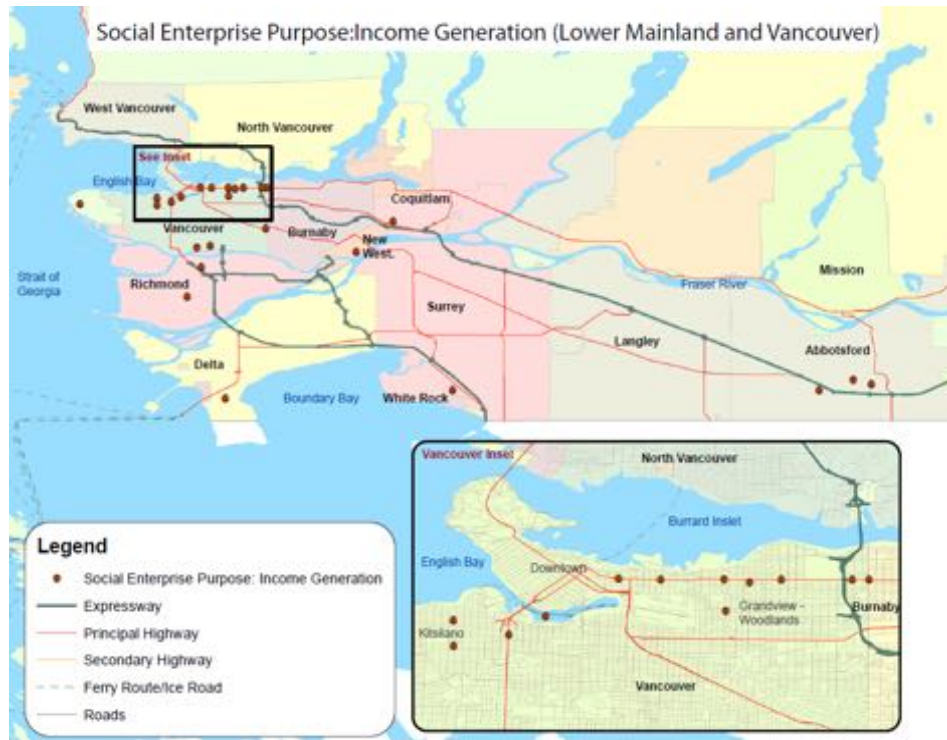 Social Enterprise Purpose:Income Generation (Lower Mainland and Vancouver)
West Vancouver
North Vancouver
See Inset
English Bay
Coquitlam
Vancouver
Burnaby
New
West.
Strait of
Georgia
Richmond
Mission
Fraser River
Surrey
Langley
Abbotsford
Delta
Boundary Bay
White Rock
Vancouver Inset
North Vancouver
Burrard Inslet
English Bay
Downtown
Grandview -
Woodlands
Burnaby
Kitsilano
Vancouver
Legend
Social Enterprise Purpose: Income Generation
Expressway
Principal Highway
Secondary Highway
Ferry Route/Ice Road
Roads